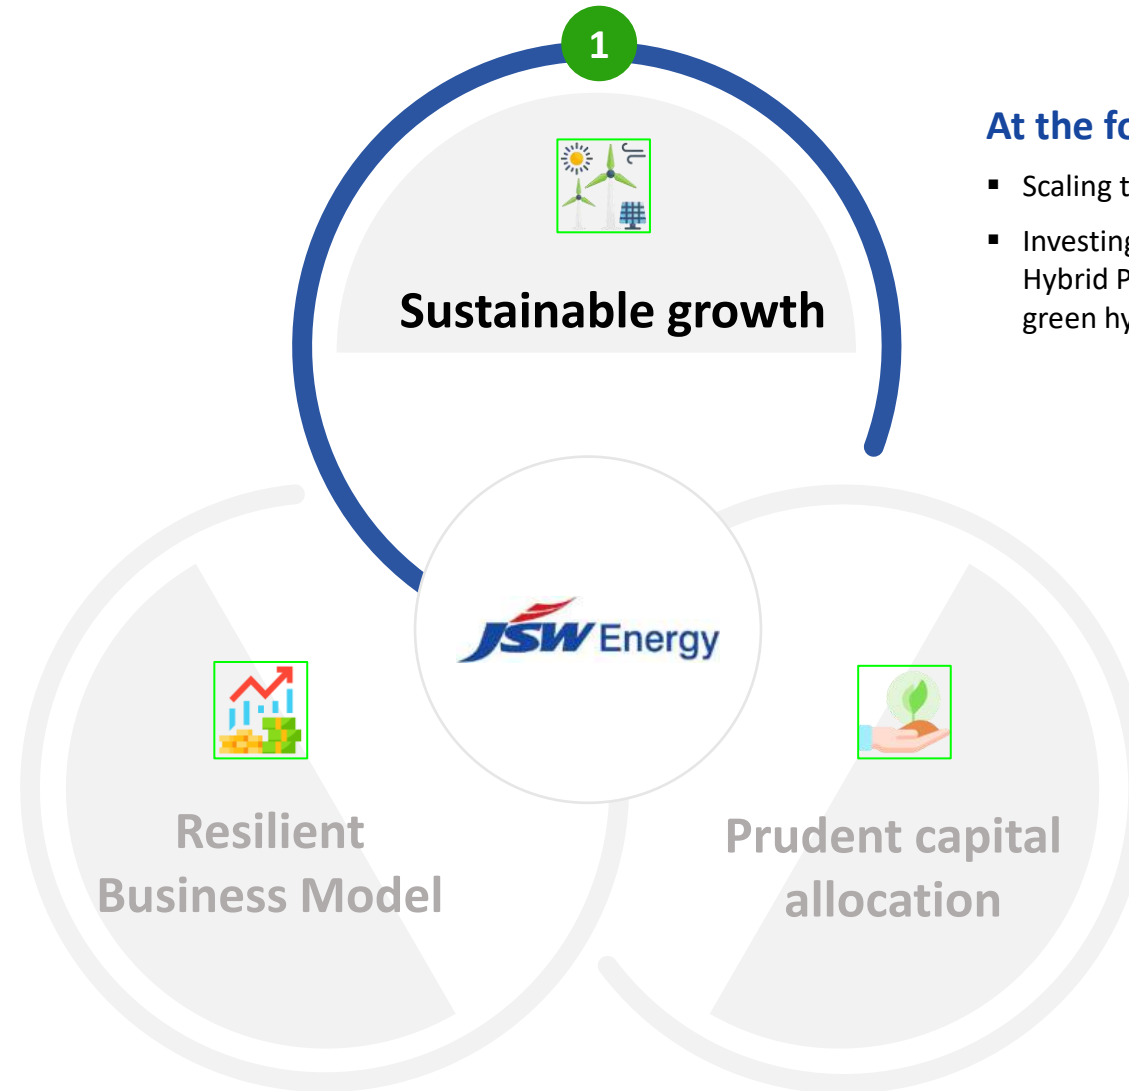 1
At the fo
▪ Scaling t
▪ Investing
Hybrid P
green hy
Sustainable growth
JSW Energy
Resilient
Business Model
Prudent capital
allocation